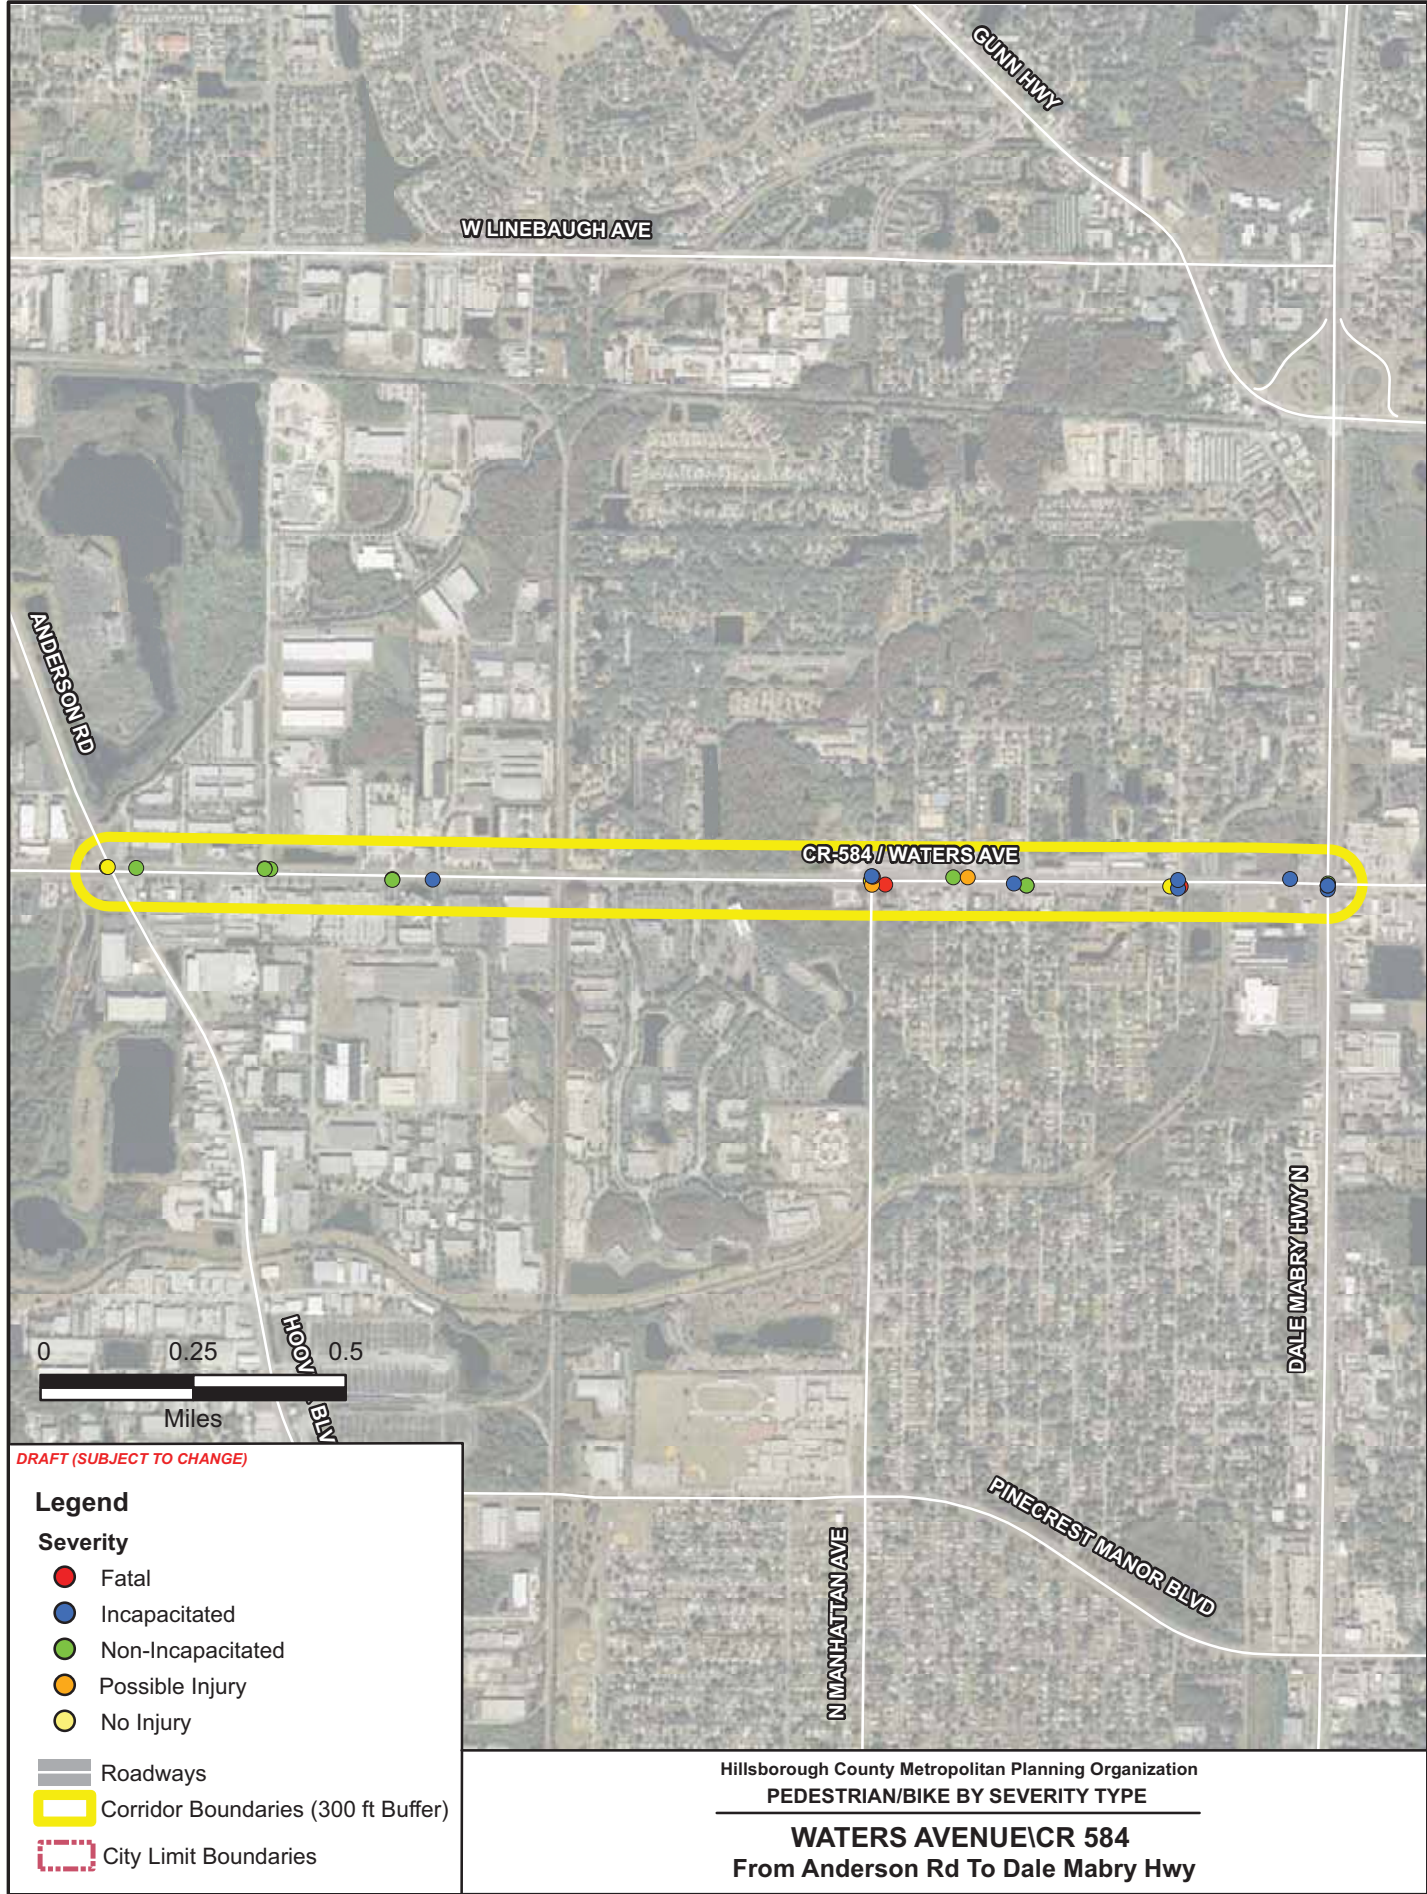 GUNN HWY
W LINEBAUGH AVE
ANDERSON RD
CR-584 / WATERS AVE
DALE MABRY HWY N
HOOV
BLV
0 0.25 0.5
Miles
N MANHATTAN AVE
PINECREST MANOR BLVD
DRAFT (SUBJECT TO CHANGE)
Legend
Severity
Fatal
Incapacitated
Non-Incapacitated
Possible Injury
No Injury
Roadways
Corridor Boundaries (300 ft Buffer)
City Limit Boundaries
Hillsborough County Metropolitan Planning Organization
PEDESTRIAN/BIKE BY SEVERITY TYPE
WATERS AVENUE\CR 584
From Anderson Rd To Dale Mabry Hwy